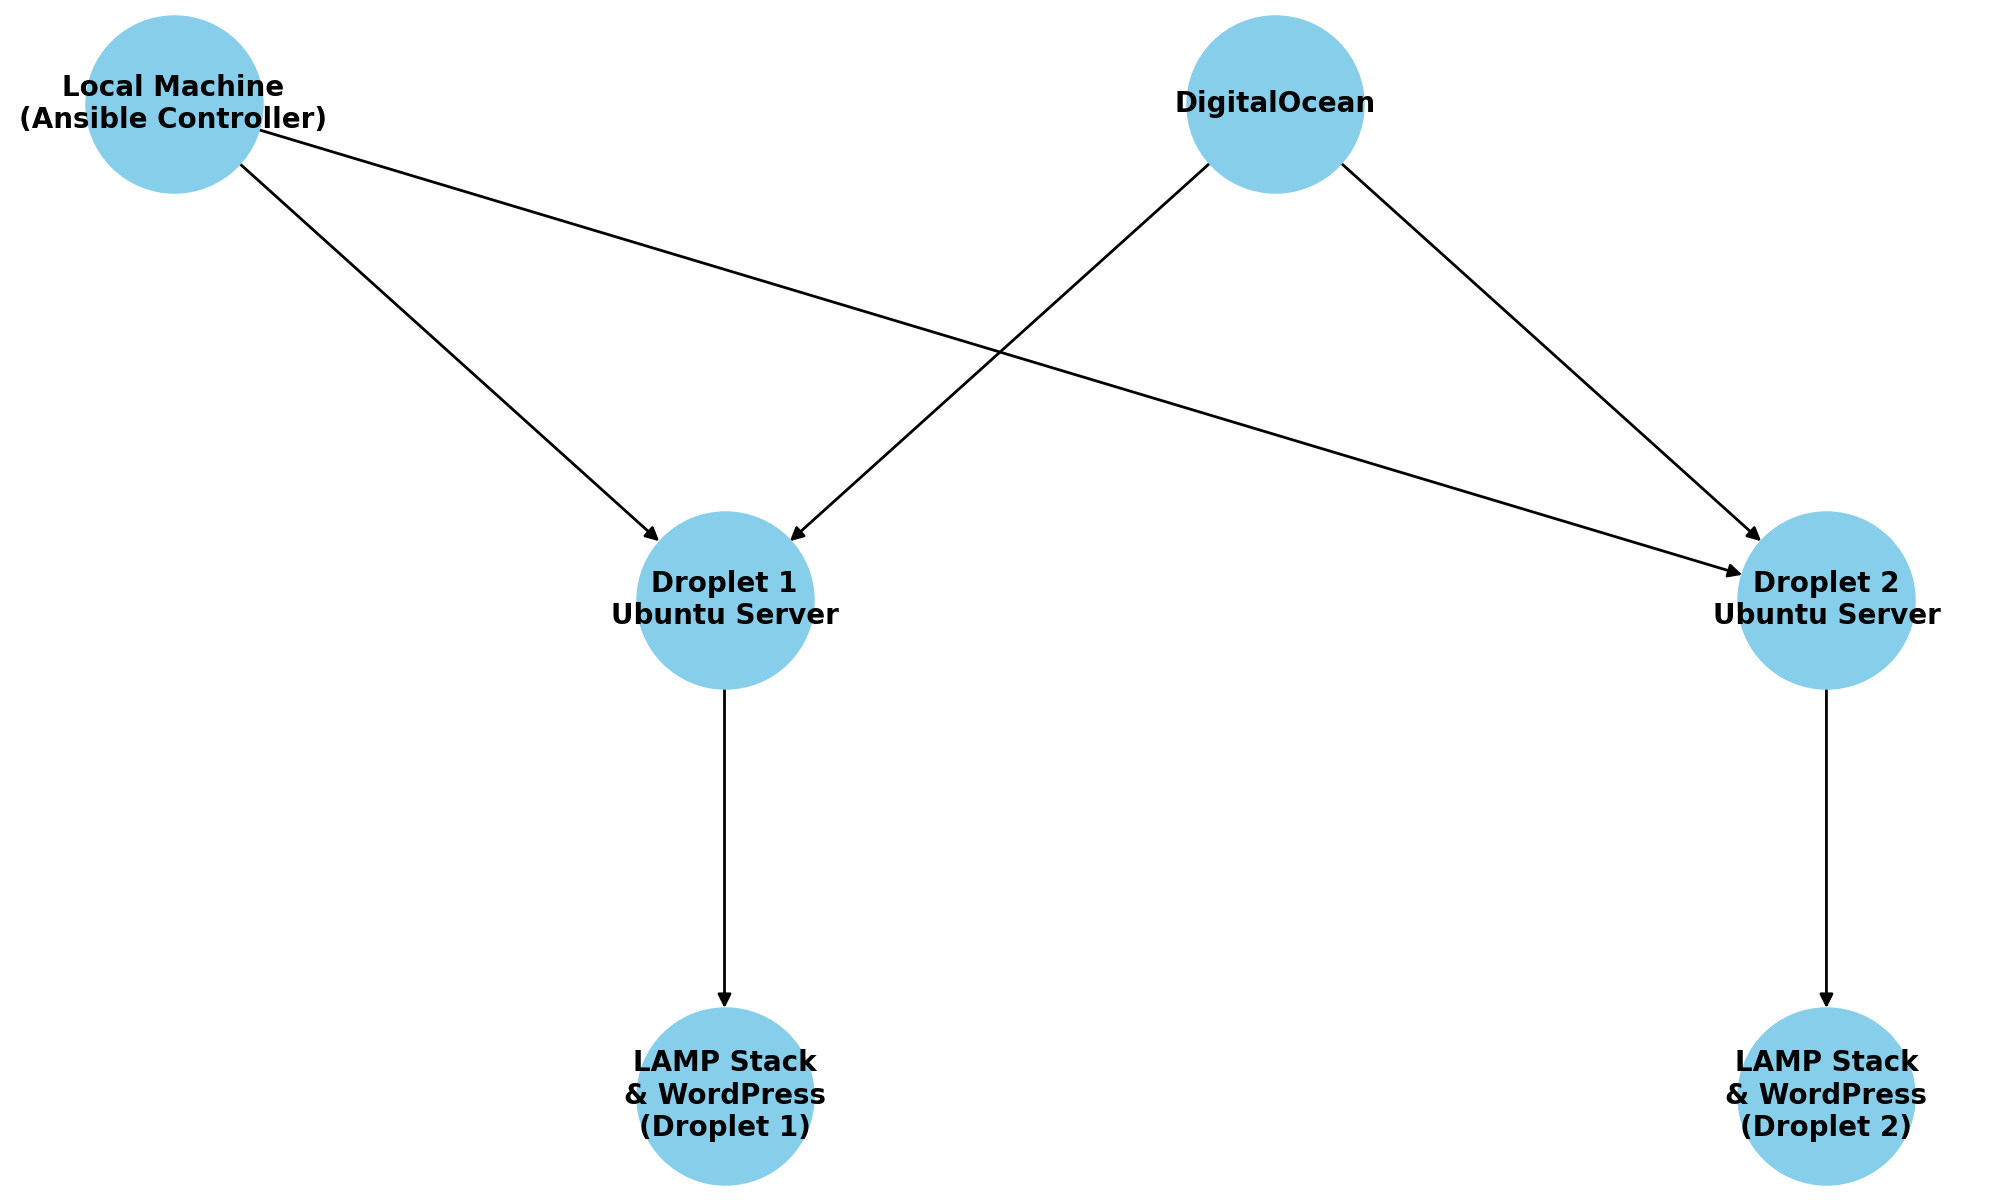 Local Machine
(Ansible Controller)
DigitalOcean
Droplet 1
Ubuntu Server
Droplet 2
Ubuntu Server
LAMP Stack
& WordPress
(Droplet 1)
LAMP Stack
& WordPress
(Droplet 2)